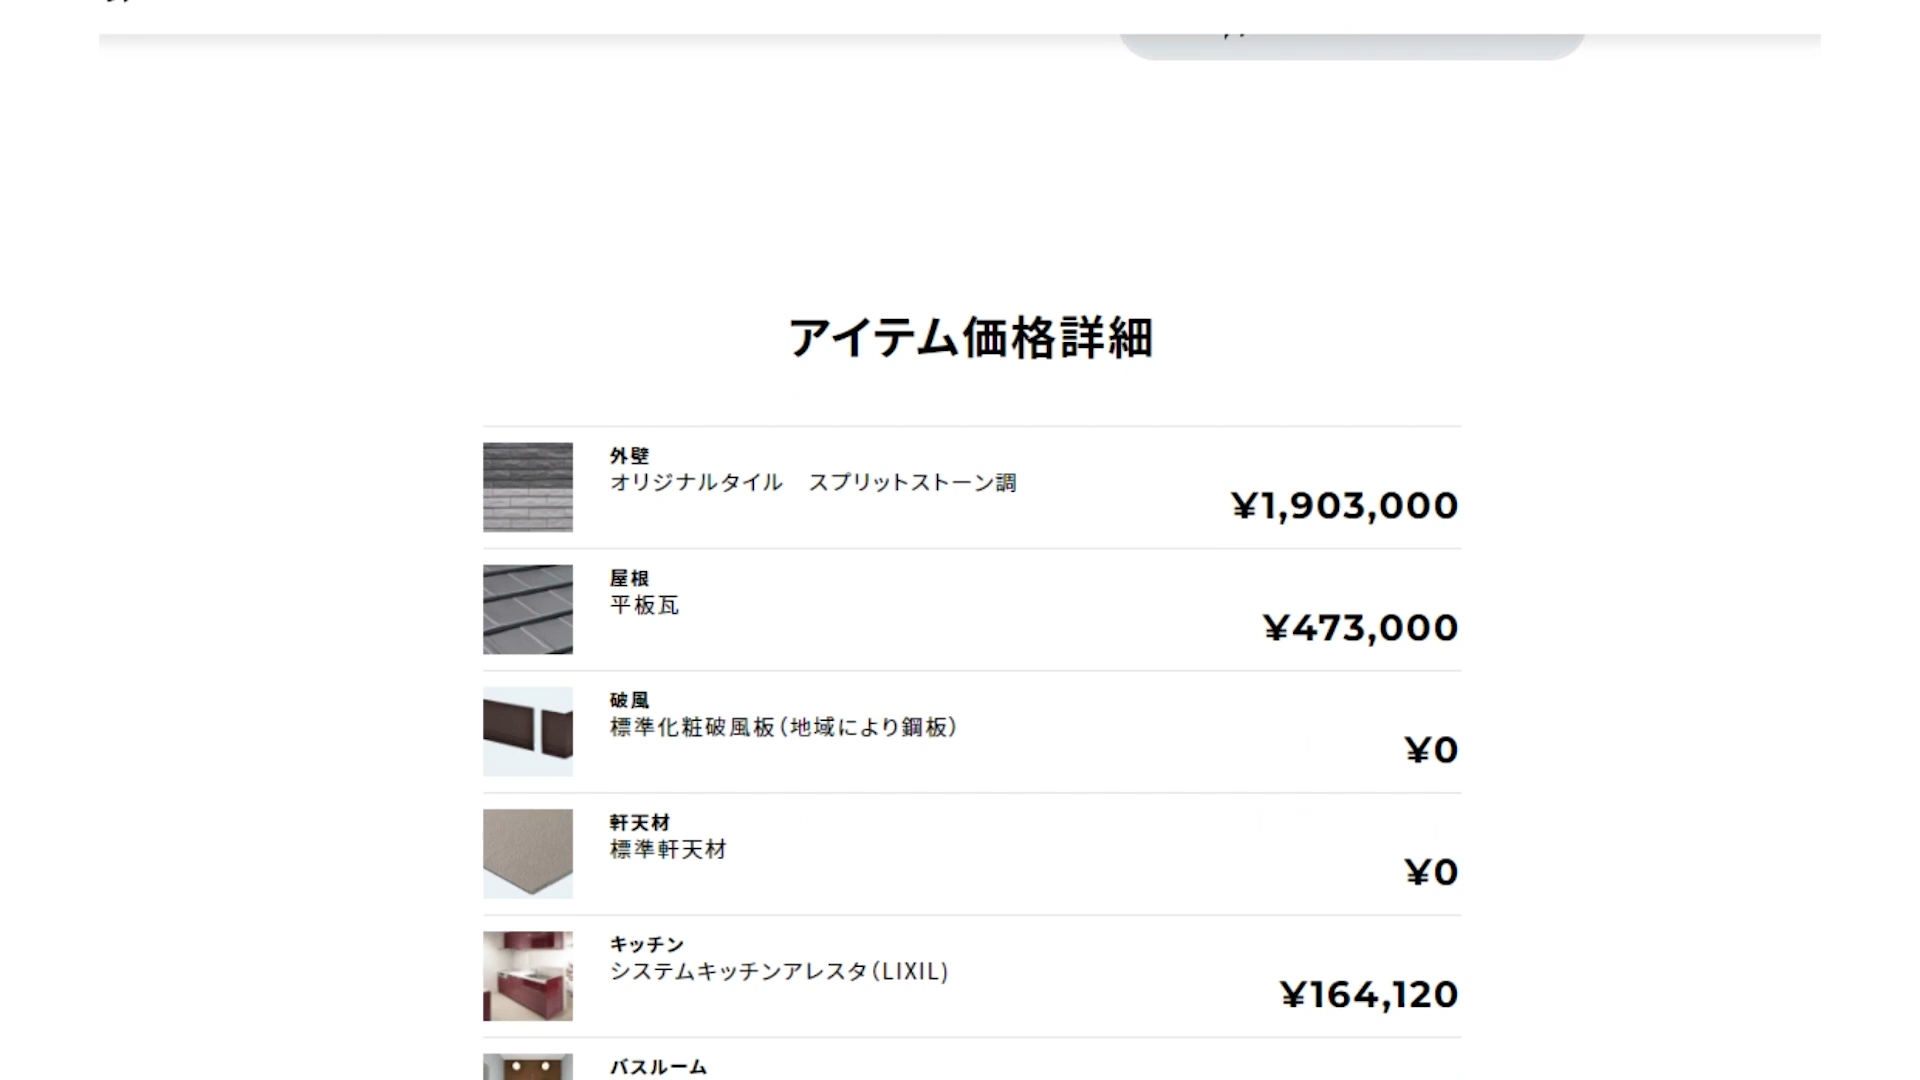 アイテム価格詳細
外壁
オリジナルタイル　スプリットストーン調
¥1,903,000
屋根
平板瓦
¥473,000
破風
標準化粧破風板（地域により鋼板）
¥0
軒天材
標準軒天材
¥0
キッチン
システムキッチンアレスタ（LIXIL）
¥164,120
バスルーム